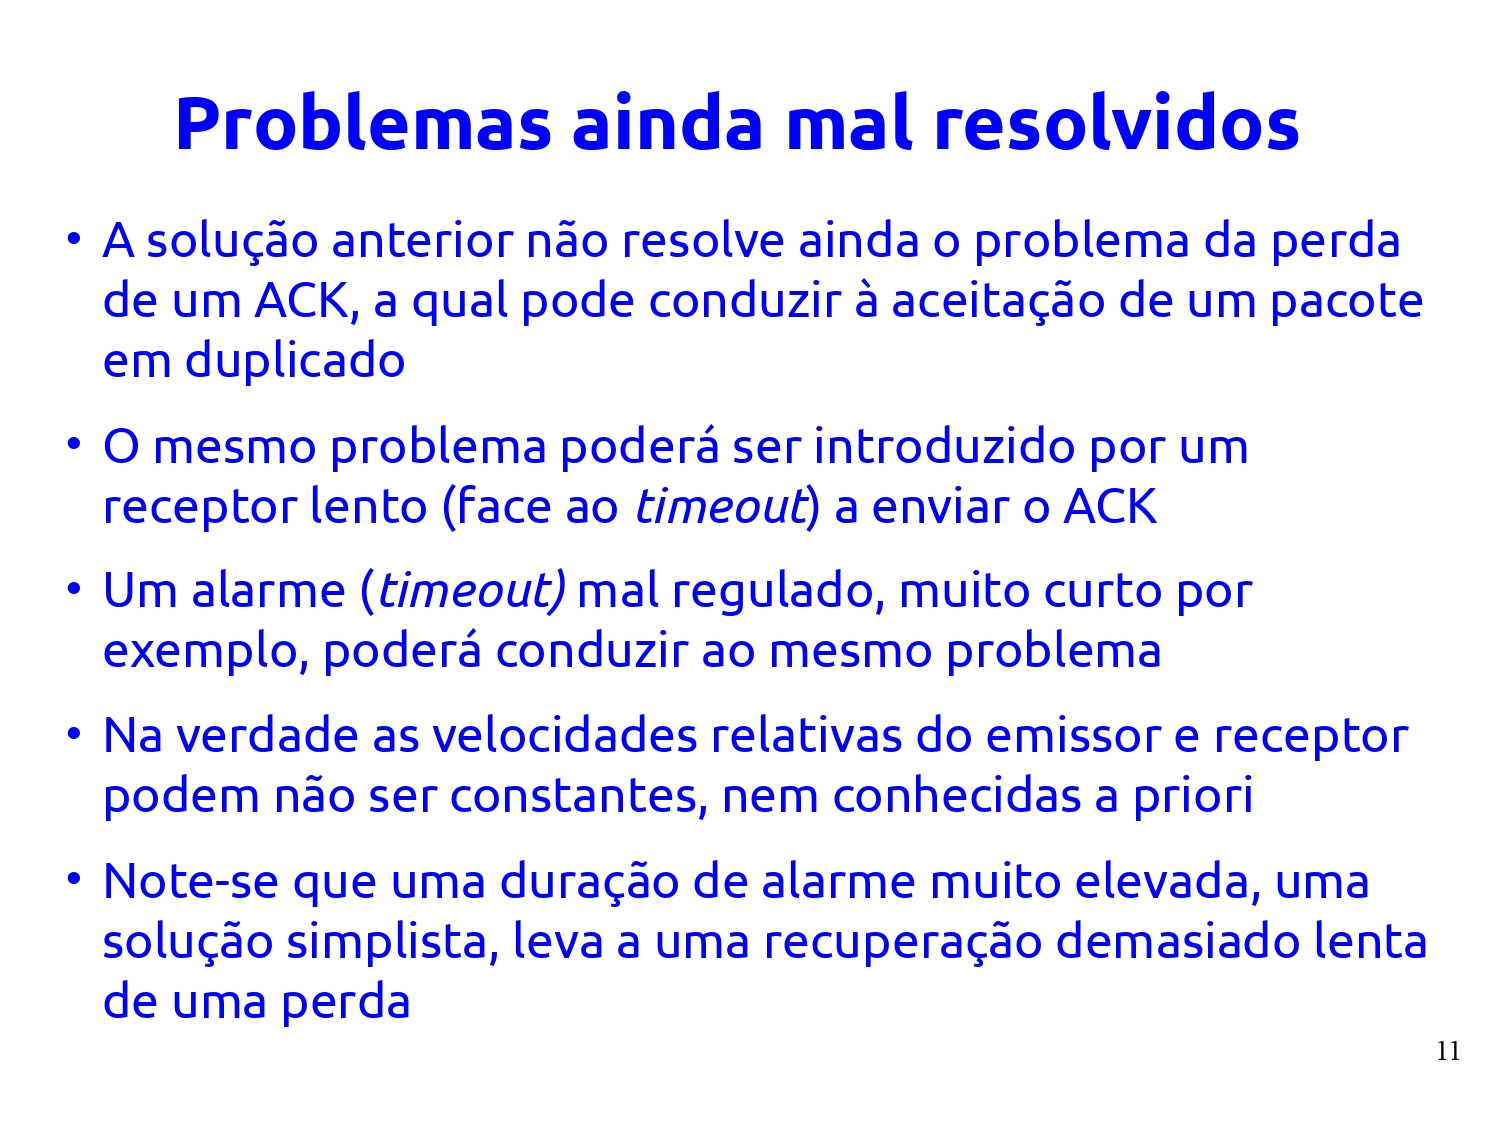 Problemas ainda mal resolvidos
• A solução anterior não resolve ainda o problema da perda
de um ACK, a qual pode conduzir à aceitação de um pacote
em duplicado
• O mesmo problema poderá ser introduzido por um
receptor lento (face ao timeout) a enviar o ACK
• Um alarme (timeout) mal regulado, muito curto por
exemplo, poderá conduzir ao mesmo problema
• Na verdade as velocidades relativas do emissor e receptor
podem não ser constantes, nem conhecidas a priori
• Note-se que uma duração de alarme muito elevada, uma
solução simplista, leva a uma recuperação demasiado lenta
de uma perda
11